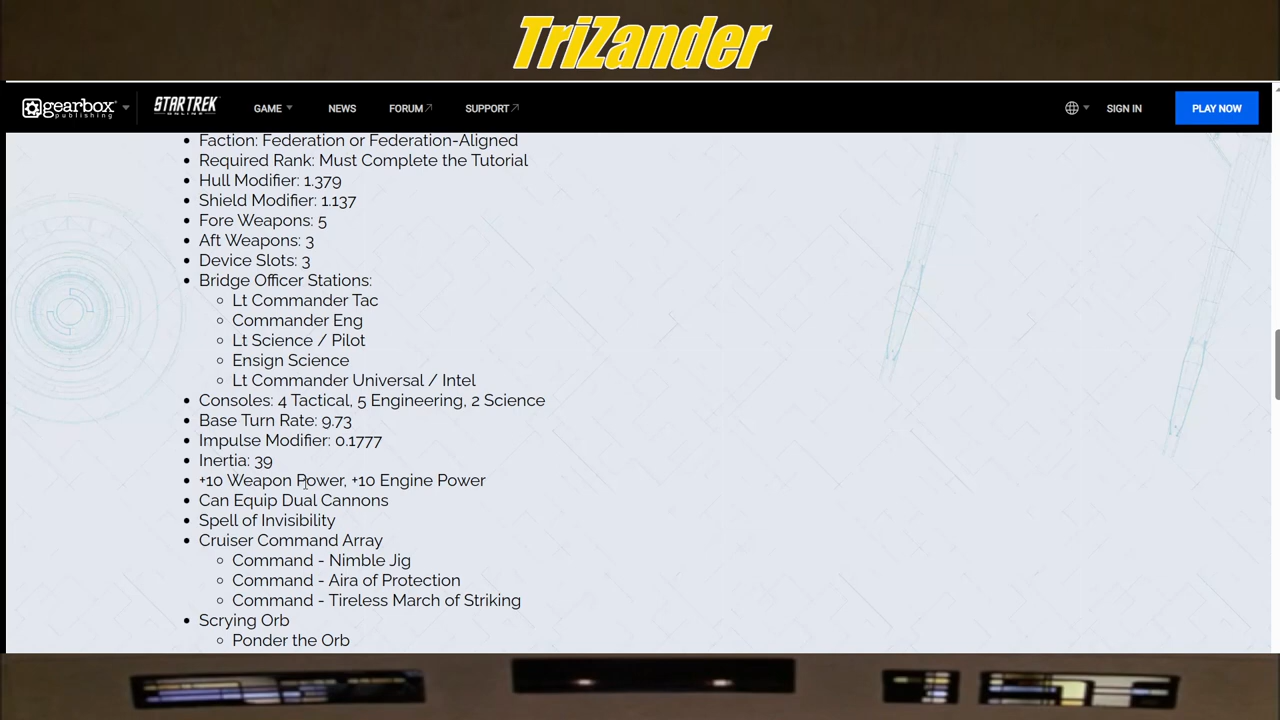 TriZander
gearbox publishing STAR TREK ONLINE GAME NEWS FORUM SUPPORT SIGN IN PLAY NOW
Faction: Federation or Federation-Aligned
Required Rank: Must Complete the Tutorial
Hull Modifier: 1.379
Shield Modifier: 1.137
Fore Weapons: 5
Aft Weapons: 3
Device Slots: 3
Bridge Officer Stations:
Lt Commander Tac
Commander Eng
Lt Science / Pilot
Ensign Science
Lt Commander Universal / Intel
Consoles: 4 Tactical, 5 Engineering, 2 Science
Base Turn Rate: 9.73
Impulse Modifier: 0.1777
Inertia: 39
+10 Weapon Power, +10 Engine Power
Can Equip Dual Cannons
Spell of Invisibility
Cruiser Command Array
Command - Nimble Jig
Command - Aira of Protection
Command - Tireless March of Striking
Scrying Orb
Ponder the Orb